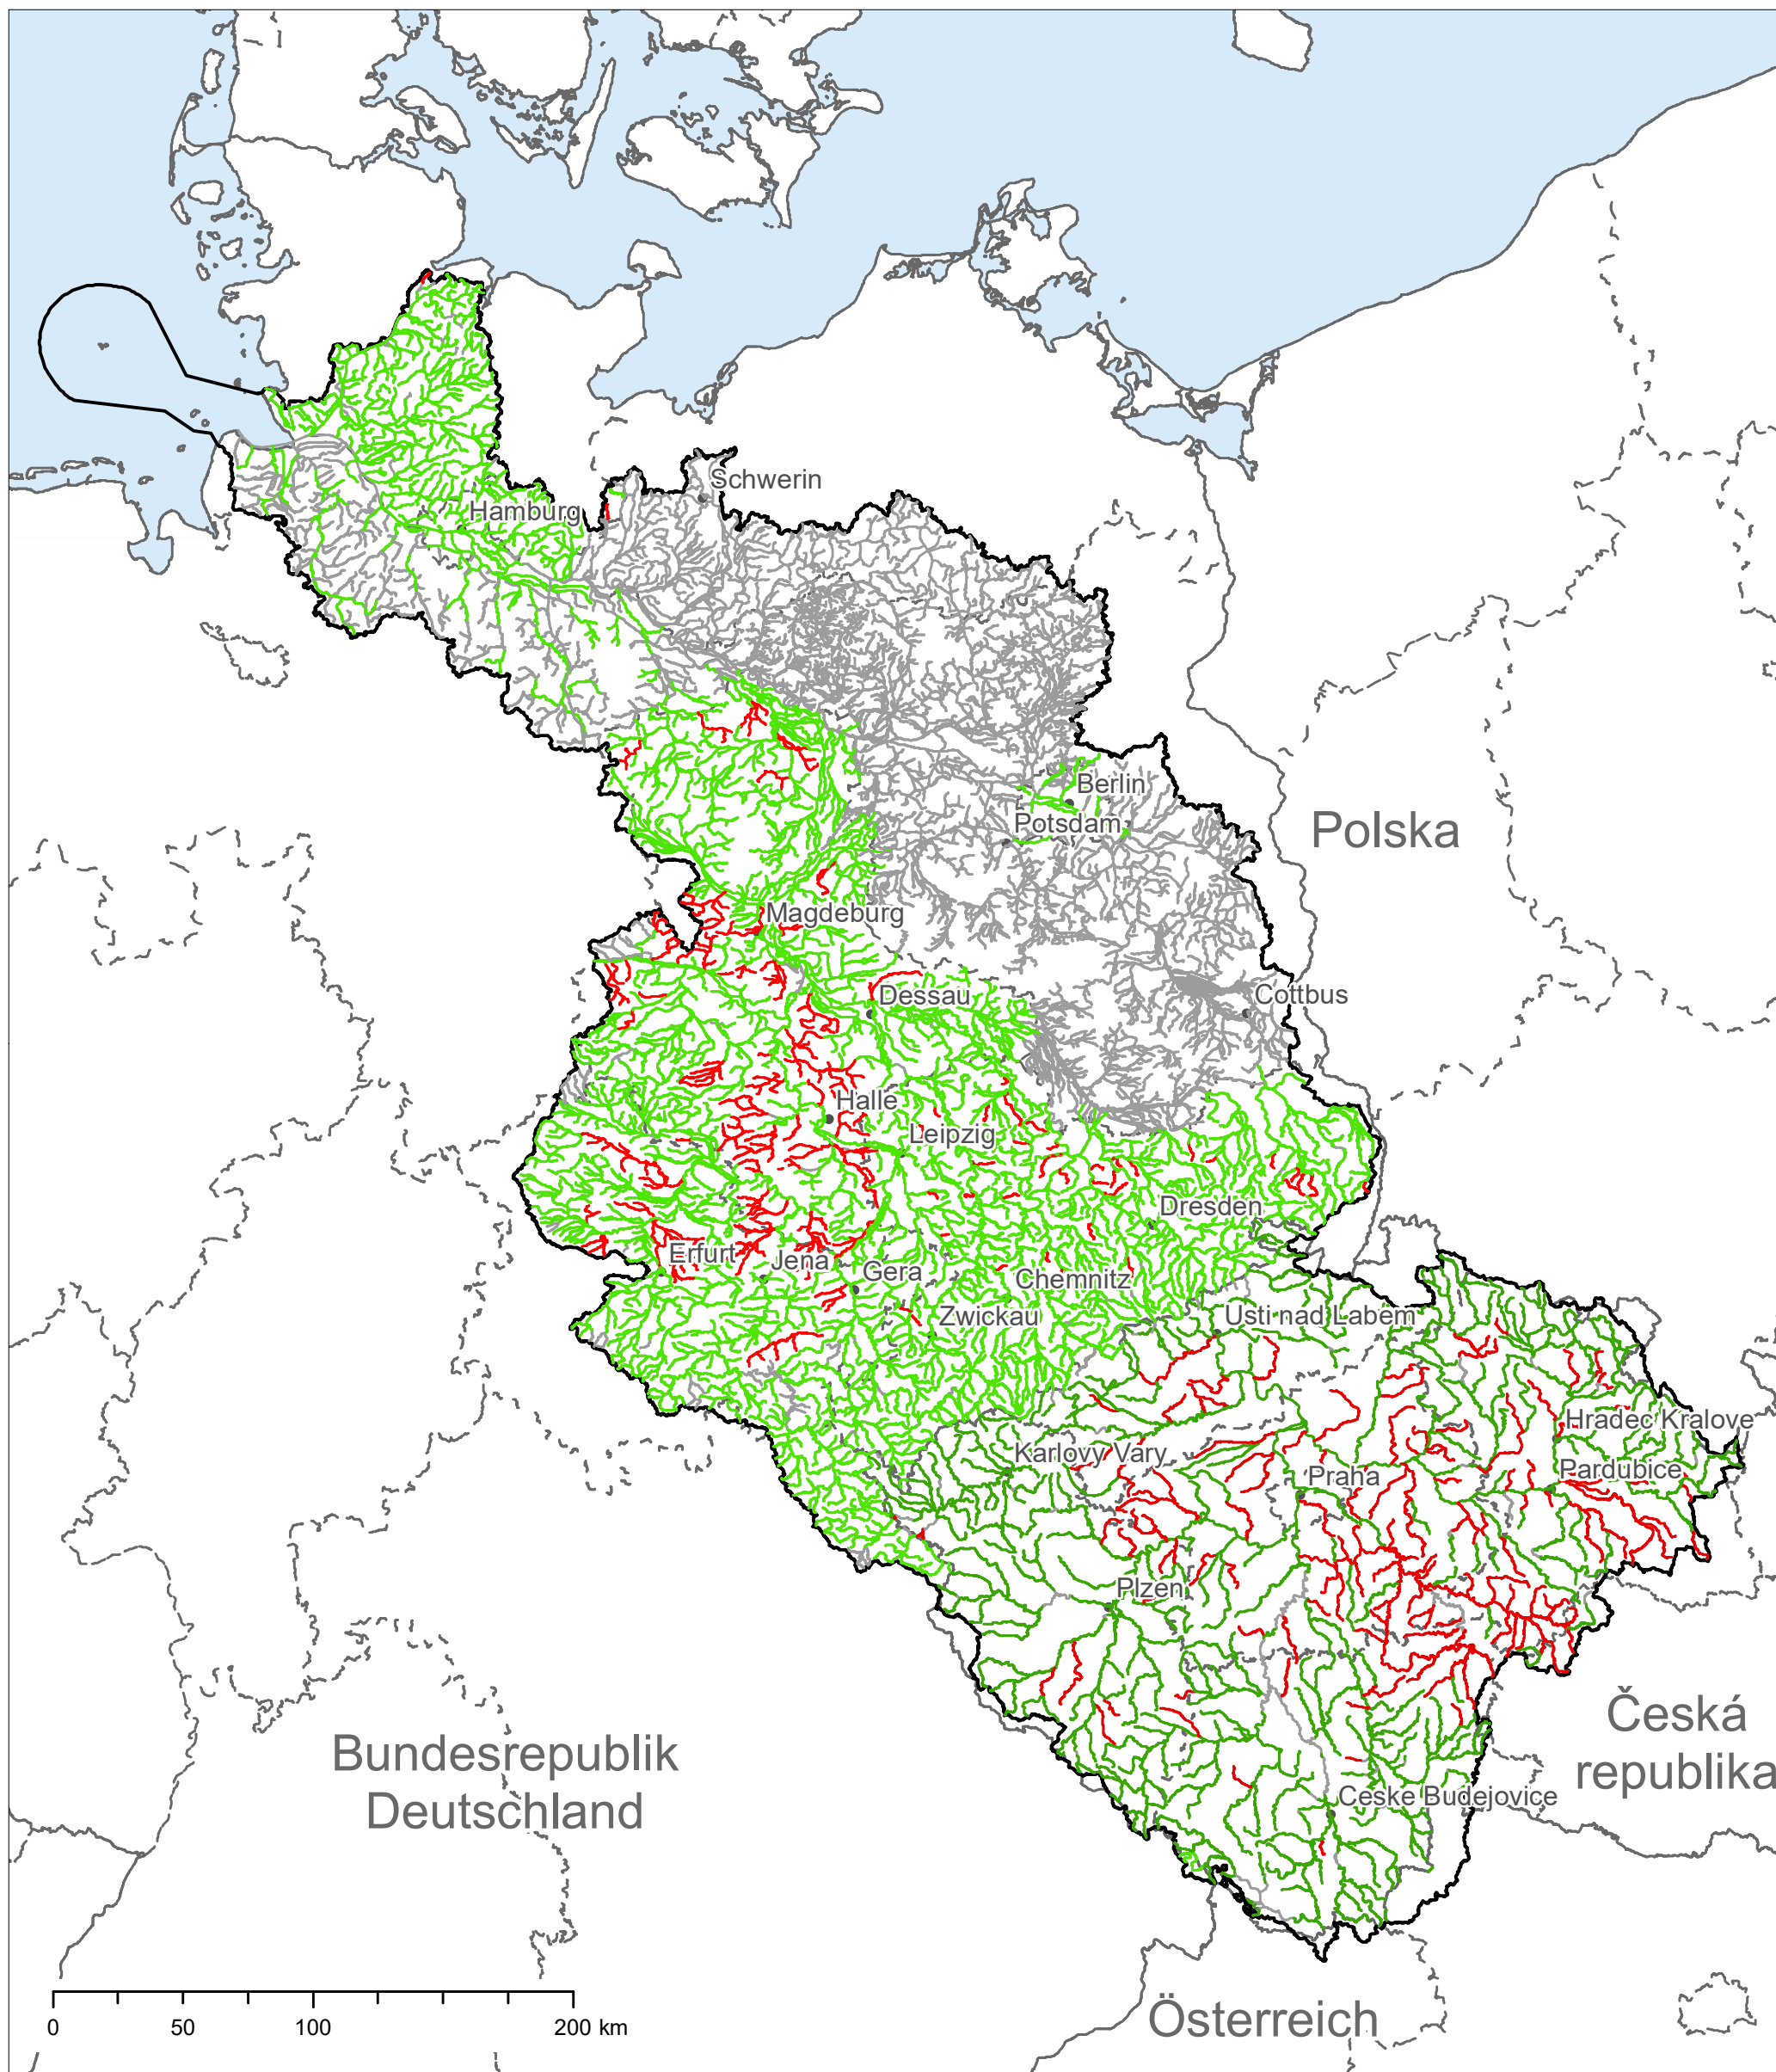 Schwerin
Hamburg
Berlin
Potsdam
Polska
Magdeburg
Dessau
Cottbus
Halle
Leipzig
Dresden
Erfurt
Jena
Gera
Chemnitz
Zwickau
Usti nad Labem
Hradec Kralove
Karlovy Vary
Praha
Pardubice
Plzen
Česká
republika
Bundesrepublik
Deutschland
Ceske Budejovice
Österreich
0 50 100 200 km